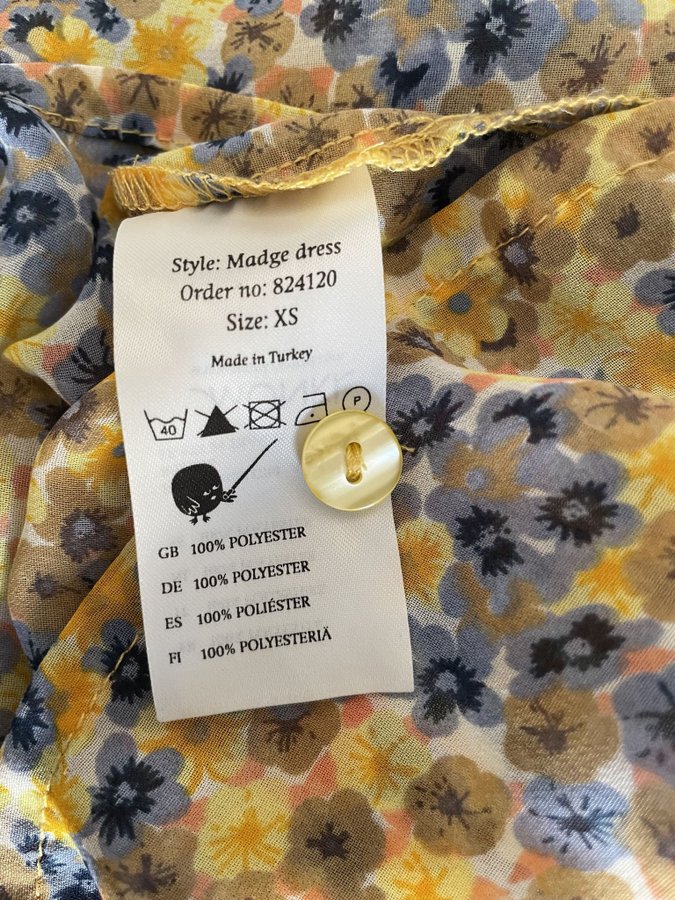 Style: Madge dress
Order no: 824120
Size: XS
Made in Turkey
40 P
GB 100% POLYESTER
DE 100% POLYESTER
ES 100% POLIÉSTER
FI 100% POLYESTERIÄ